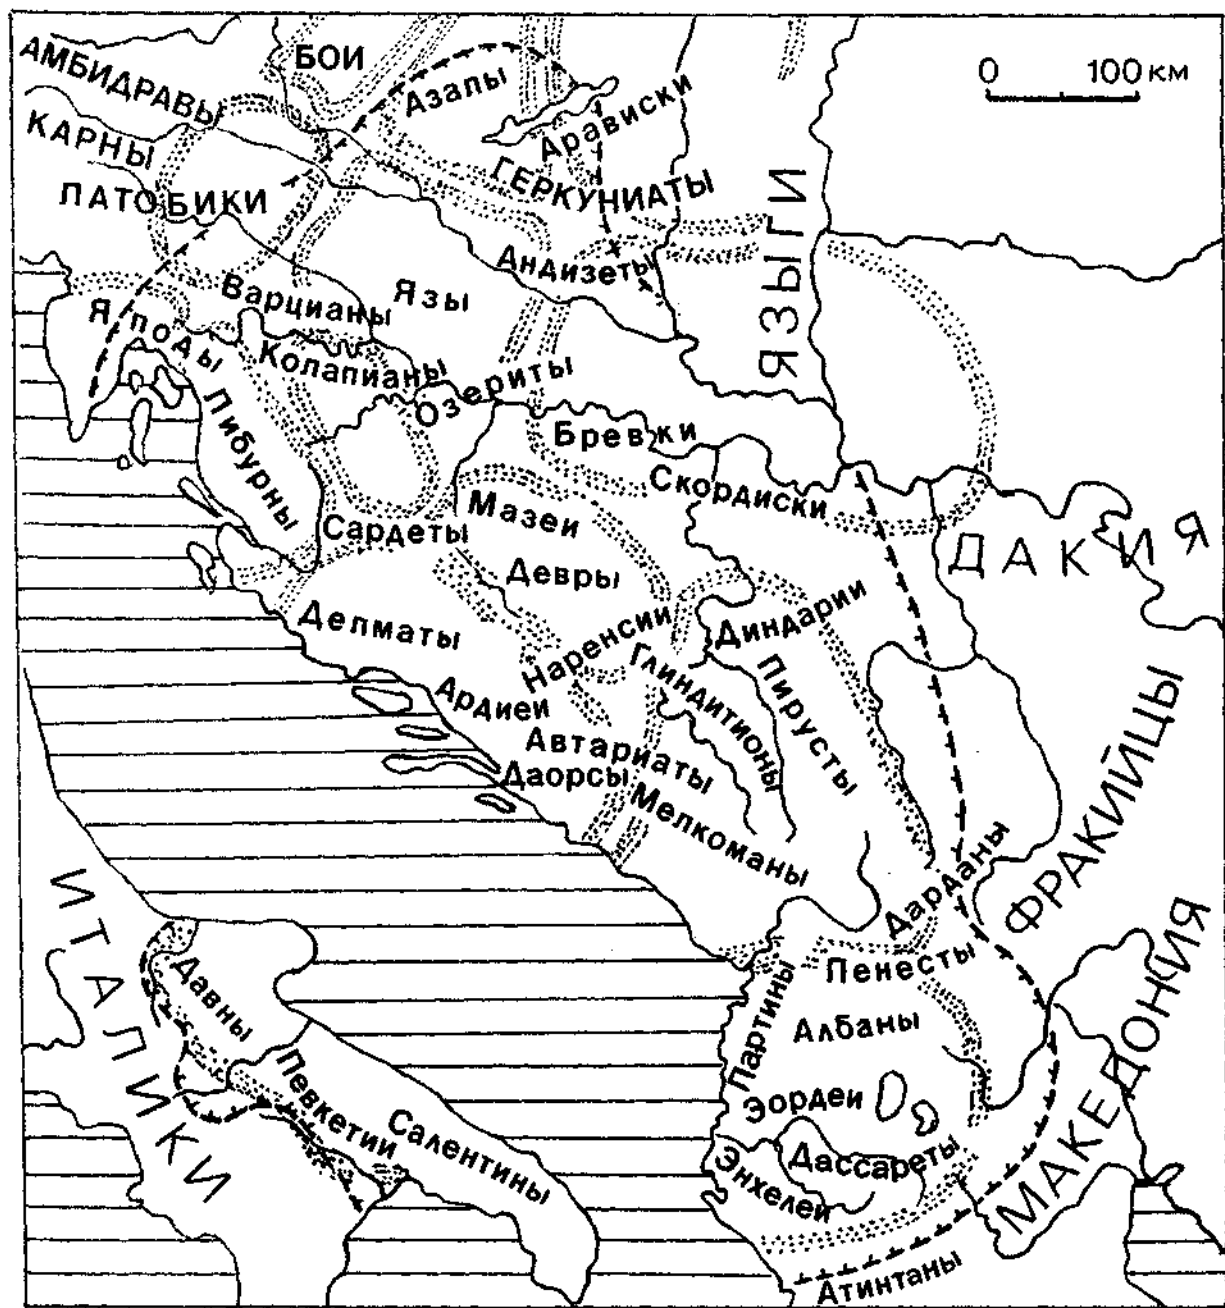 БОИ
0 100 км
АМБИДРАВЫ
Азапы
Арависки
КАРНЫ
ГЕРКУНИАТЫ
ЛАТОБИКИ
ЯЗЫГИ
Андизеты
Варцианы
Язы
Яподы
Колапианы
Озериты
Либурны
Бревки
Скордиски
Мазеи
Сардеты
ДАКИЯ
Девры
Делматы
Наренсии
Диндарии
Глиндитионы
Пирусты
Ардиеи
Автариаты
Даорсы
Мелкоманы
ФРАКИЙЦЫ
Дарданы
ИТАЛИКИ
Давны
Пенесты
Партины
Албаны
МАКЕДОНИЯ
Певкетии
Салентины
Эордеи
Дассареты
Энхелеи
Атинтаны